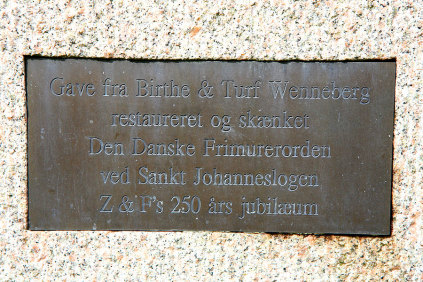 Gave fra Birthe & Turf Wenneberg
restaureret og skænket
Den Danske Frimurerorden
ved Sankt Johanneslogen
Z & F's 250 års jubilæum